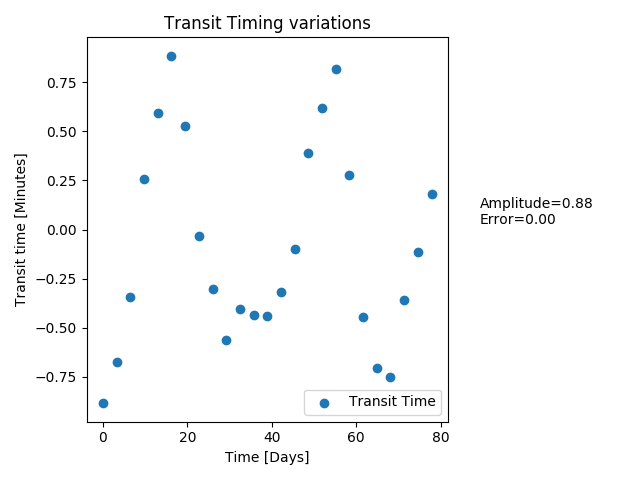 Transit Timing variations
Transit time [Minutes]
0.75
0.50
0.25
0.00
−0.25
−0.50
−0.75
0
20
40
60
80
Time [Days]
Transit Time
Amplitude=0.88
Error=0.00